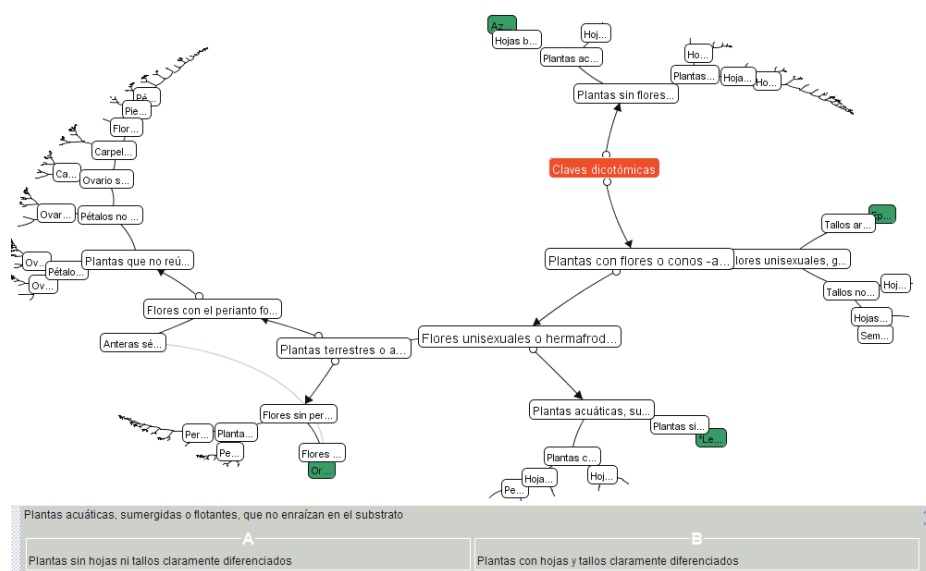 Az...
Hojas b...
Hoj...
Plantas ac...
Plantas sin flores...
Ho...
Plantas...
Hoja...
Ho...
Pé...
Pie...
Flor...
Carpel...
Ca...
Ovario s...
Ovar...
Pétalos no ...
Claves dicotómicas
Tallos ar...
Ep...
Plantas que no reú...
Ov...
Pétalo...
Ov...
Plantas con flores o conos -a...
lores unisexuales, g...
Tallos no...
Hoj...
Hojas...
Sem...
Flores con el perianto fo...
Anteras sé...
Plantas terrestres o a...
Flores unisexuales o hermafrod...
Flores sin per...
Per...
Planta...
Pe...
Flores ...
Or...
Plantas acuáticas, su...
Plantas si...
*Le...
Plantas c...
Hoja...
Hoj...
Pe...
Plantas acuáticas, sumergidas o flotantes, que no enraízan en el substrato
A
B
Plantas sin hojas ni tallos claramente diferenciados
Plantas con hojas y tallos claramente diferenciados